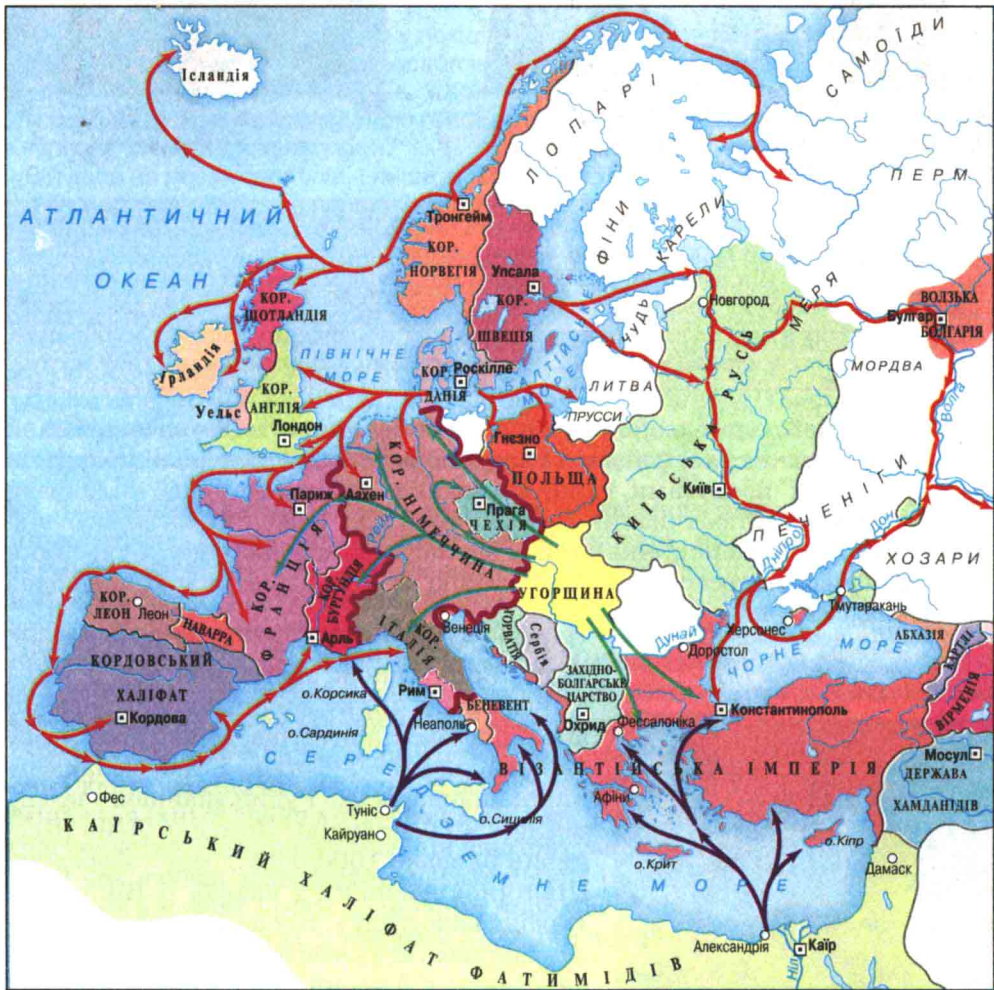 Ісландія
САМОЇДИ
ЛОПАРІ
ПЕРМ
АТЛАНТИЧНИЙ
ОКЕАН
Тронгейм
КОР.
НОРВЕГІЯ
ФІНИ
КАРЕЛИ
Упсала
КОР.
ШВЕЦІЯ
Новгород
ЧУДЬ
МЕРЯ
ВОЛЗЬКА
БОЛГАРІЯ
Булгар
КОР.
ШОТЛАНДІЯ
Ірландія
ПІВНІЧНЕ
МОРЕ
КОР.
ДАНІЯ
Роскілле
БАЛТІЙСЬКЕ
МОРЕ
ЛИТВА
ПРУССИ
МОРДВА
Волга
Уельс
КОР.
АНГЛІЯ
Лондон
Гнєзно
ПОЛЬЩА
КИЇВСЬКА РУСЬ
Київ
ПЕЧЕНІГИ
Дон
Дніпро
ХОЗАРИ
Париж
Аахен
КОР. НІМЕЧЧИНА
Рейн
Прага
ЧЕХІЯ
КОР.
ФРАНЦІЯ
КОР.
БУРГУНДІЯ
УГОРЩИНА
Тмутаракань
Херсонес
КОР.
ЛЕОН
Леон
НАВАРРА
Арль
КОР.
ІТАЛІЯ
Венеція
ХОРВАТІЯ
Сербія
Дунай
Доростол
ЧОРНЕ МОРЕ
АБХАЗІЯ
КАРТЛІ
ВІРМЕНІЯ
КОРДОВСЬКИЙ
ХАЛІФАТ
Кордова
о.Корсика
о.Сардинія
Рим
Неаполь
БЕНЕВЕНТ
ЗАХІДНО-
БОЛГАРСЬКЕ
ЦАРСТВО
Охрид
Фессалоніка
Константинополь
Мосул
ДЕРЖАВА
ХАМДАНІДІВ
СЕРЕДЗЕМНЕ МОРЕ
ВІЗАНТІЙСЬКА ІМПЕРІЯ
Фес
Туніс
Кайруан
о.Сицилія
Афіни
о.Крит
о.Кіпр
Дамаск
КАЇРСЬКИЙ ХАЛІФАТ ФАТИМІДІВ
Александрія
Каїр
Ніл